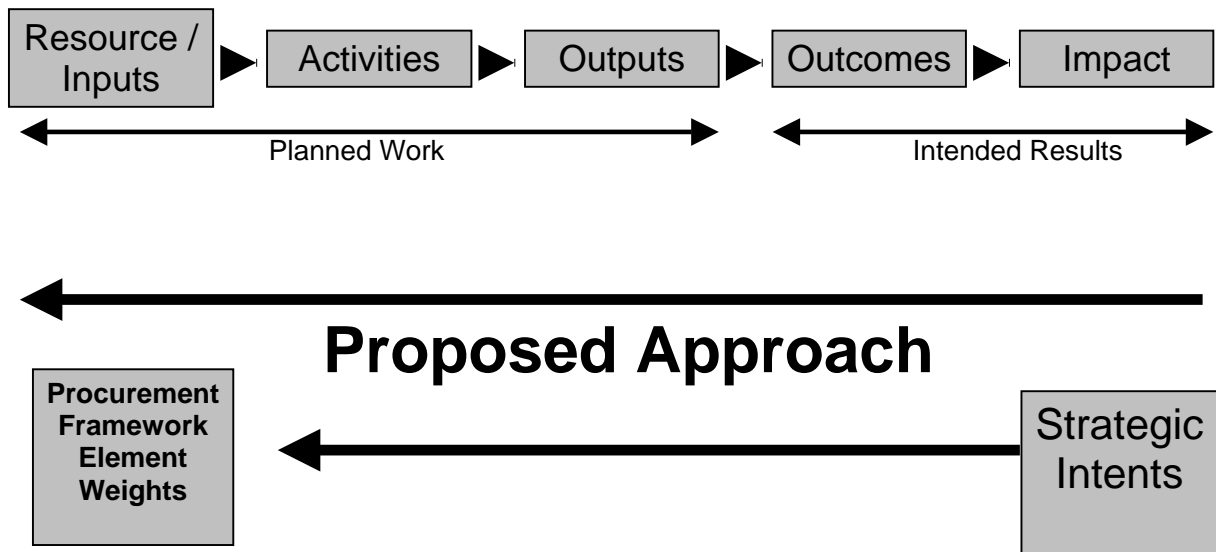 Resource /
Inputs
Activities
Outputs
Outcomes
Impact
Planned Work
Intended Results
Proposed Approach
Procurement
Framework
Element
Weights
Strategic
Intents